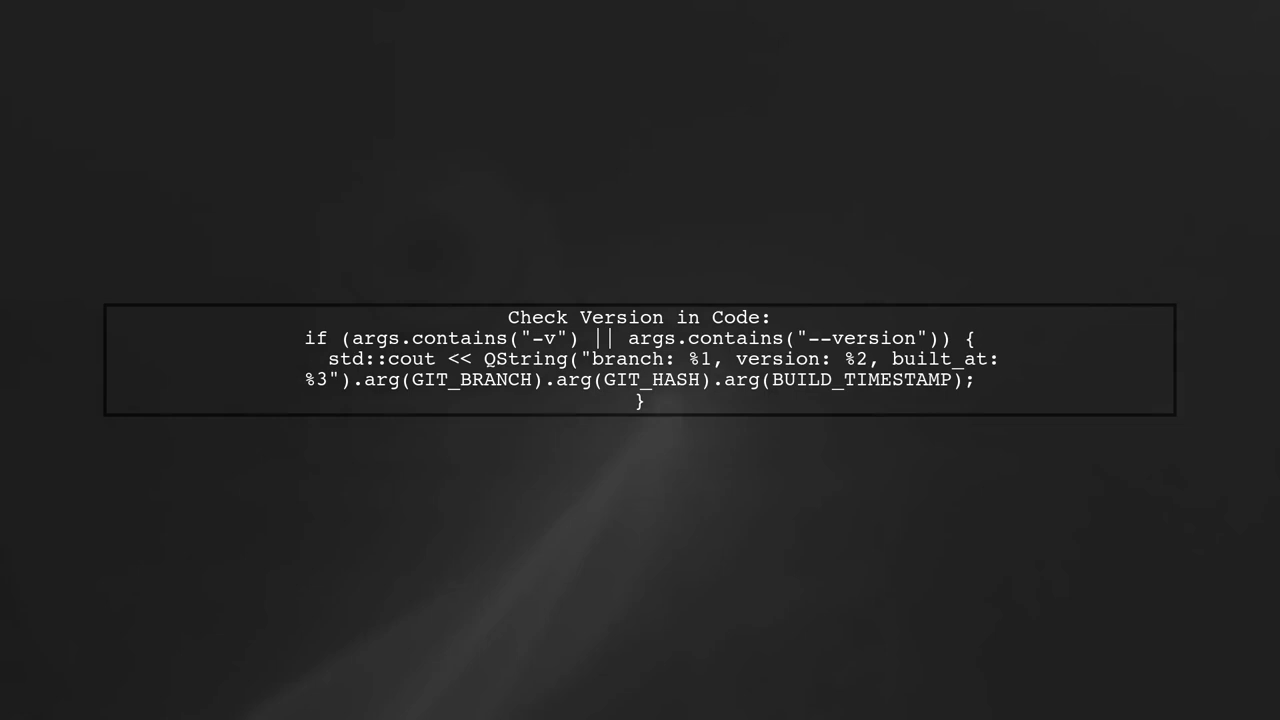 Check Version in Code:
if (args.contains("-v") || args.contains("--version")) {
std::cout << QString("branch: %1, version: %2, built_at:
%3").arg(GIT_BRANCH).arg(GIT_HASH).arg(BUILD_TIMESTAMP);
}